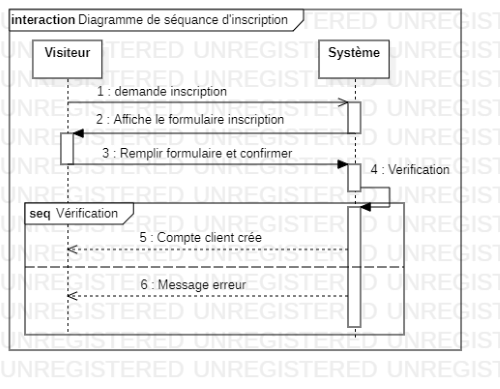 interaction Diagramme de séquance d'inscription
Visiteur
Système
1 : demande inscription
2 : Affiche le formulaire inscription
3 : Remplir formulaire et confirmer
4 : Verification
seq Vérification
5 : Compte client crée
6 : Message erreur
UNREGISTERED